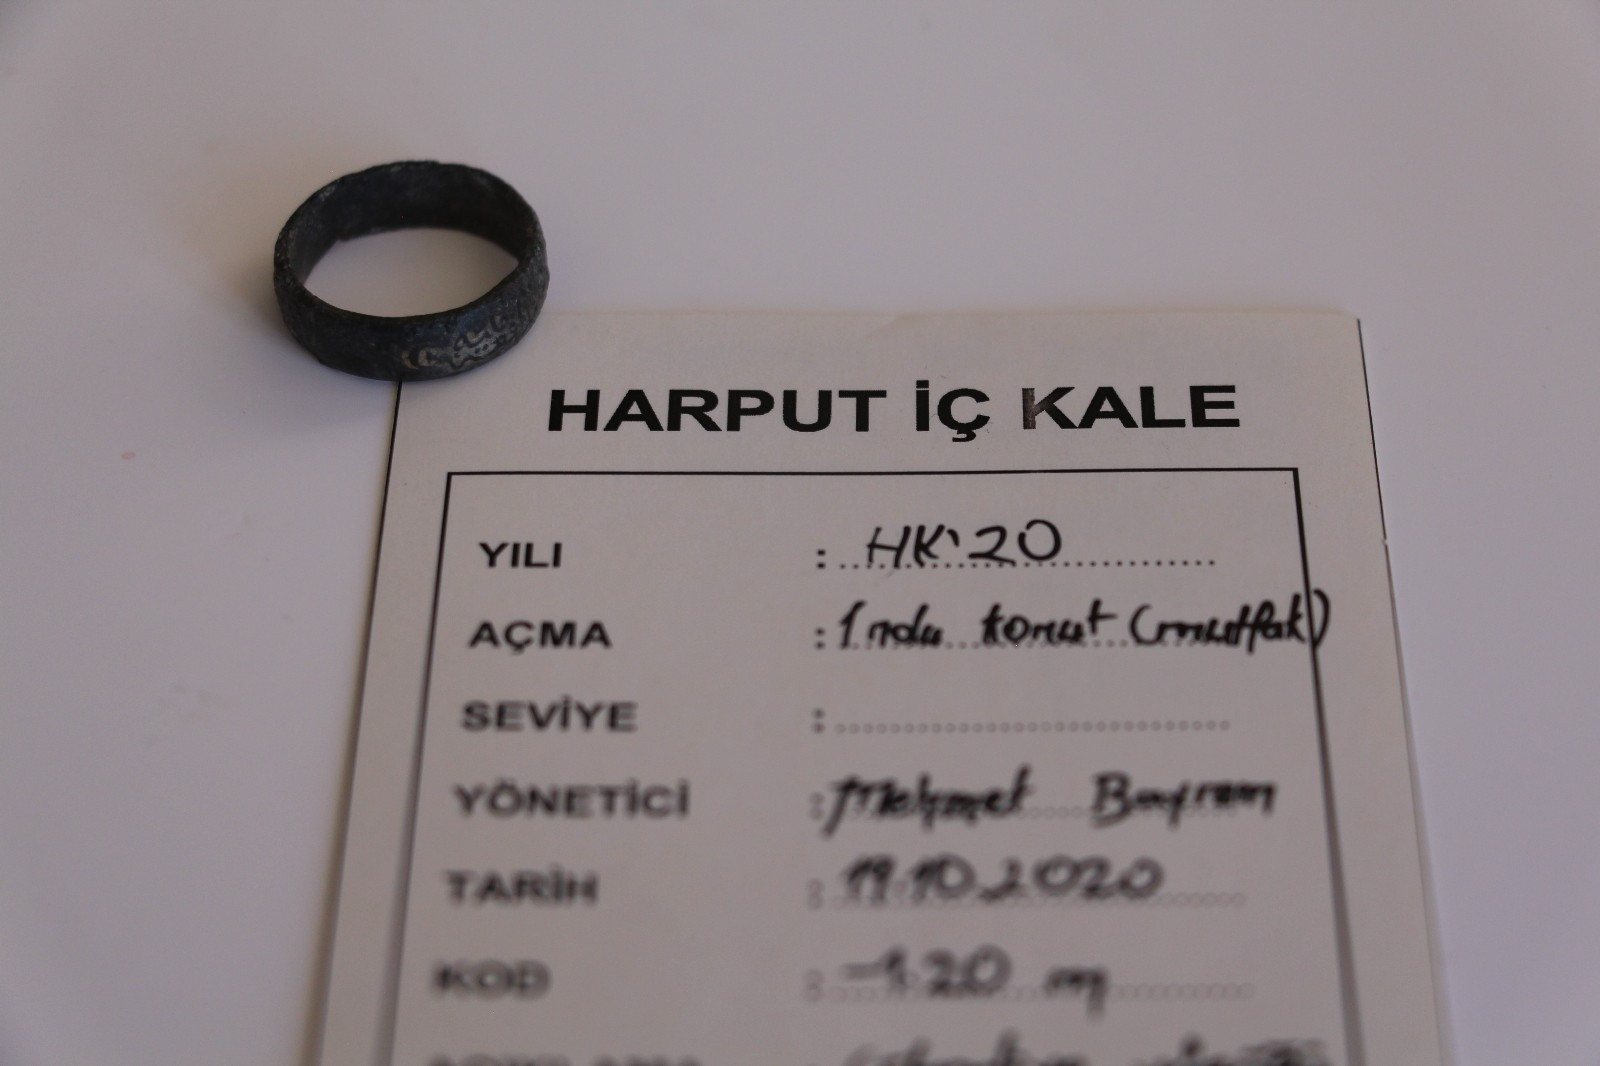 HARPUT İÇ KALE
YILI : HK'20
AÇMA : 1 nolu konut (mutfak)
SEVİYE :
YÖNETİCİ : Mehmet Bayram
TARİH : 19.10.2020
KOD : -1.20 m